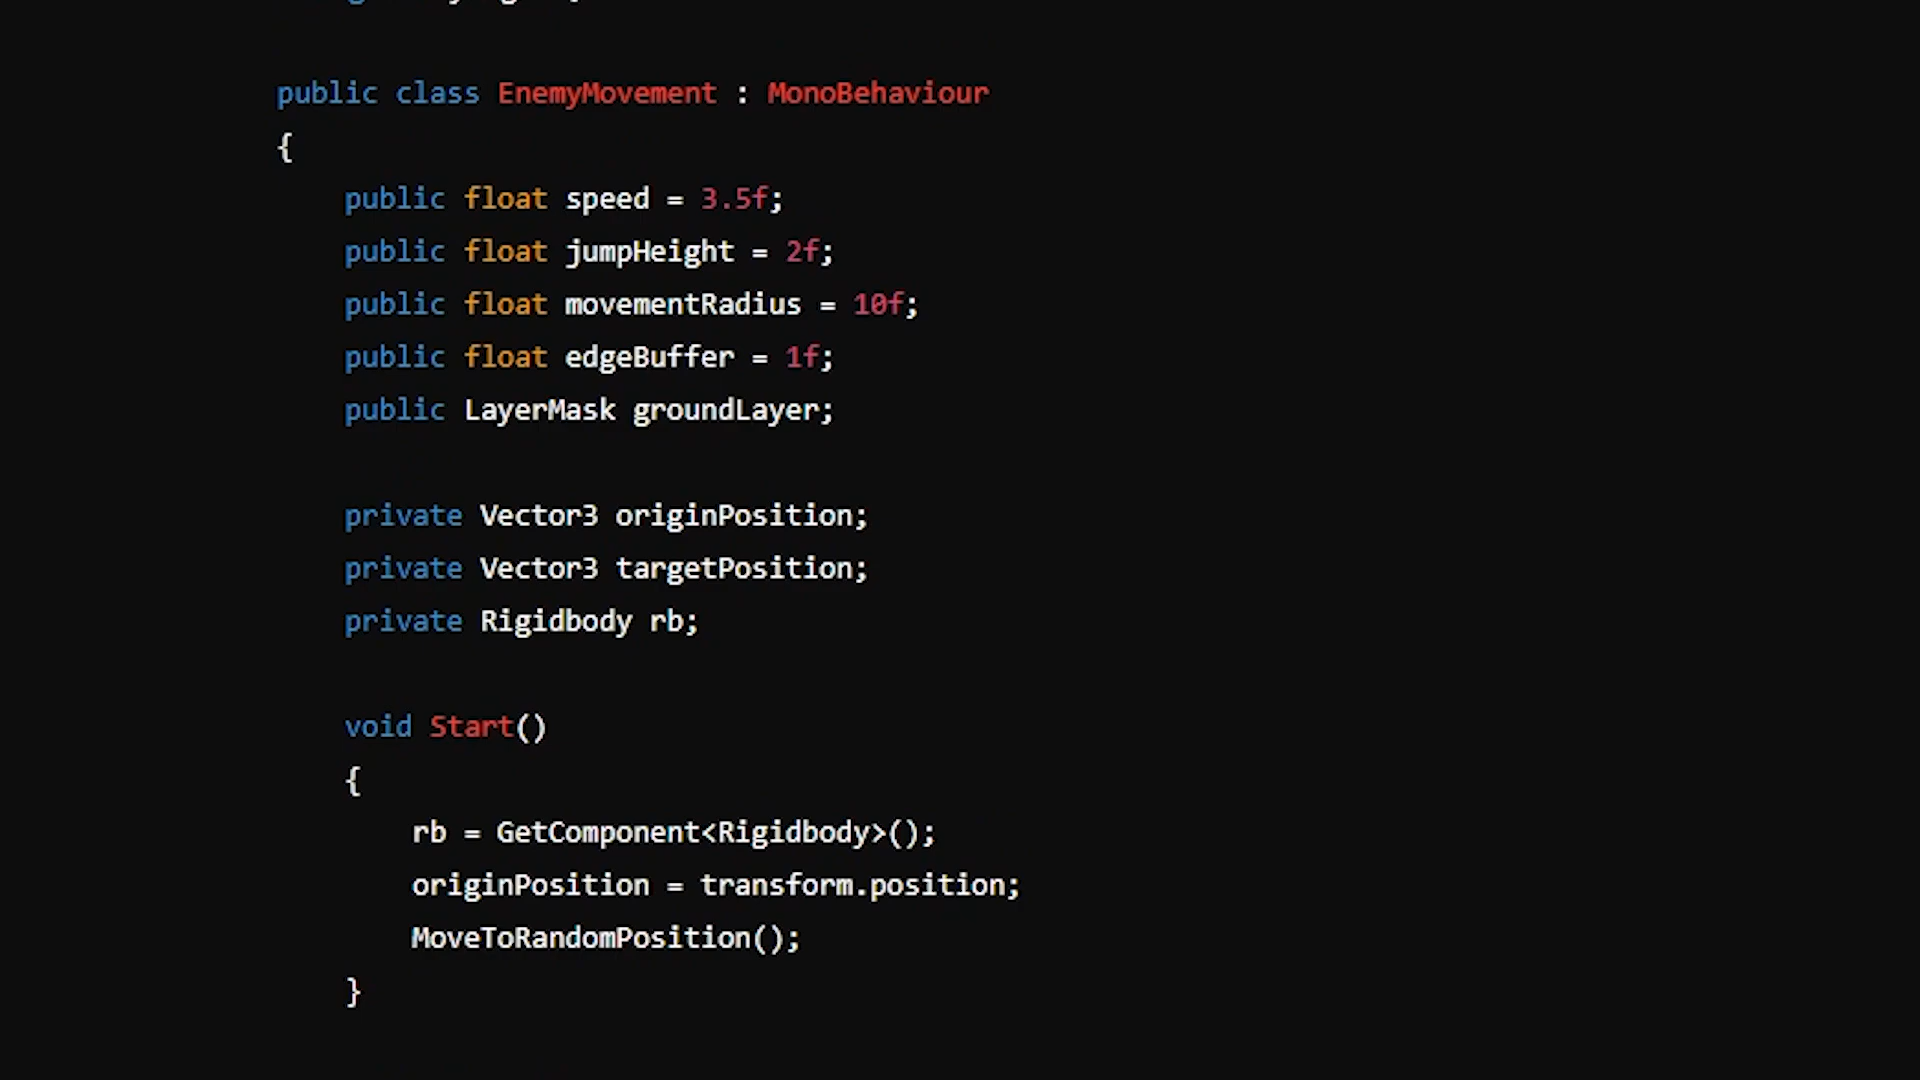 public class EnemyMovement : MonoBehaviour
{
public float speed = 3.5f;
public float jumpHeight = 2f;
public float movementRadius = 10f;
public float edgeBuffer = 1f;
public LayerMask groundLayer;
private Vector3 originPosition;
private Vector3 targetPosition;
private Rigidbody rb;
void Start()
{
rb = GetComponent<Rigidbody>();
originPosition = transform.position;
MoveToRandomPosition();
}